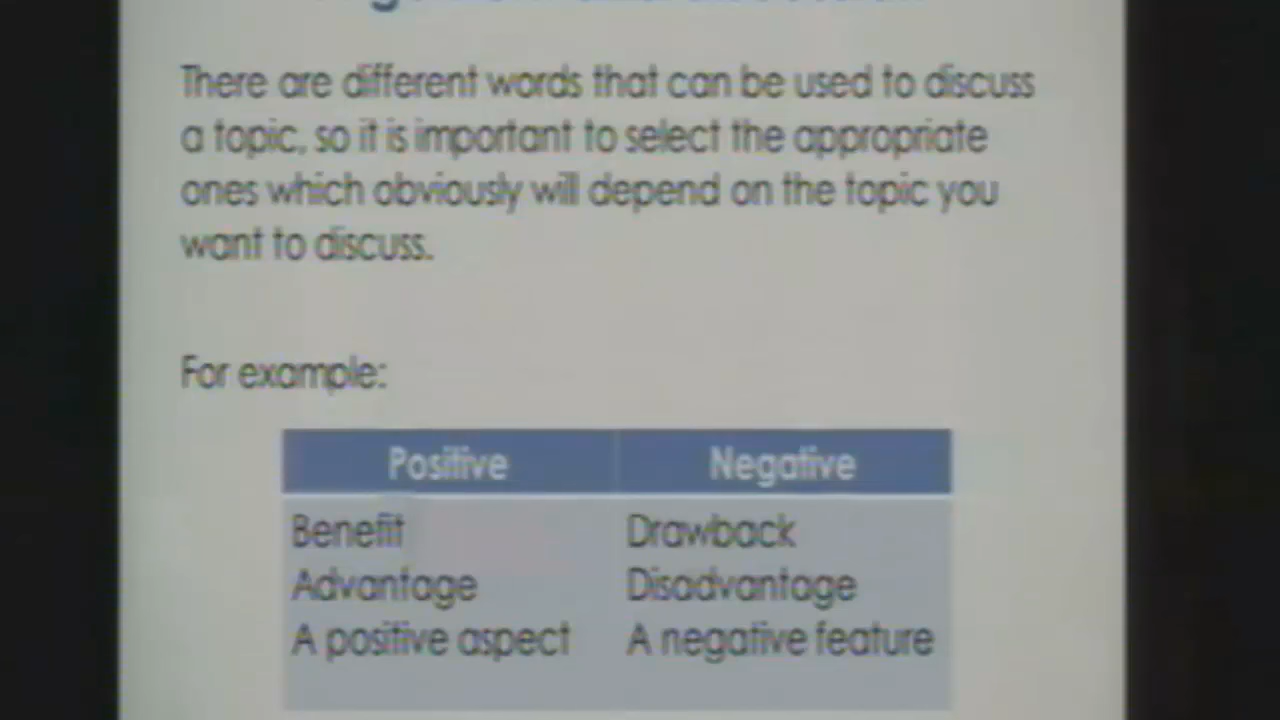 There are different words that can be used to discuss
a topic, so it is important to select the appropriate
ones which obviously will depend on the topic you
want to discuss.
For example:
Positive Negative
Benefit Drawback
Advantage Disadvantage
A positive aspect A negative feature